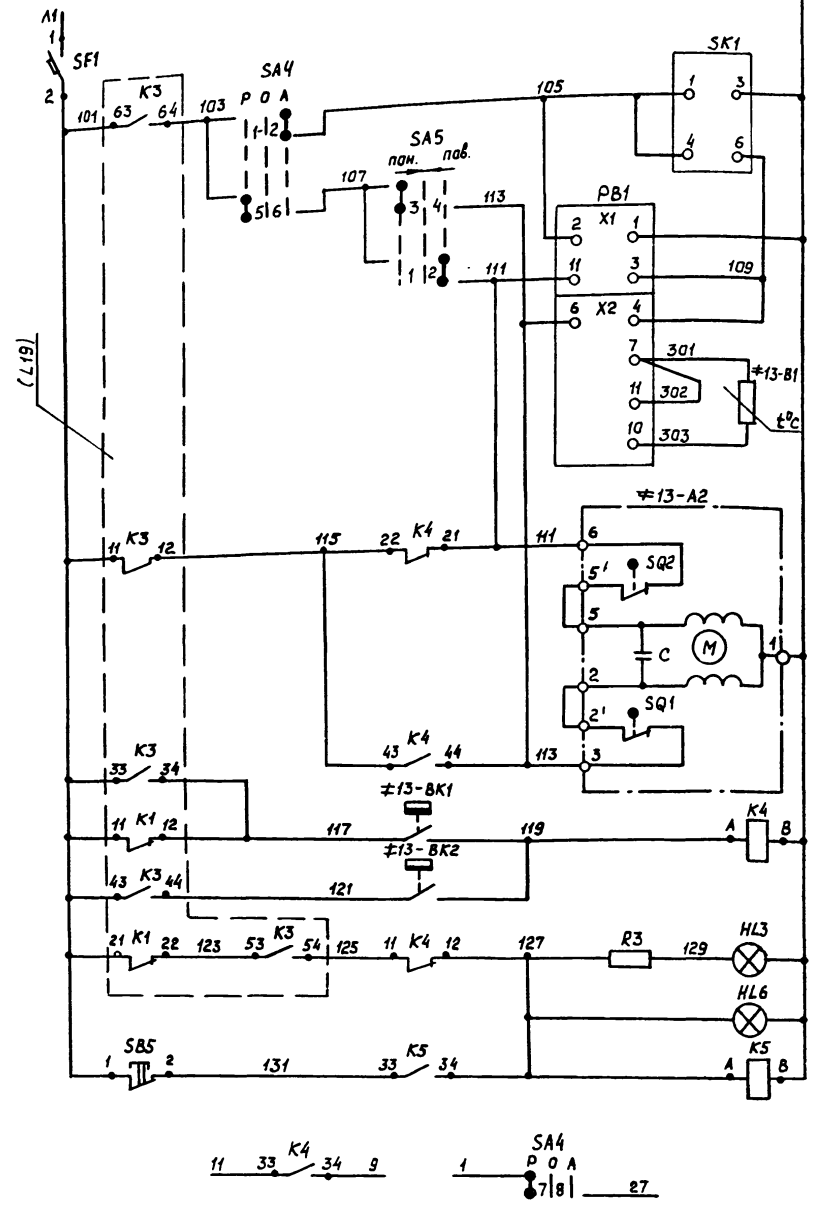 Л1
1
SF1
2
K3
101
63
64
103
SA4
P O A
1 2
5 6
105
SK1
1
3
4
6
SA5
пон. пов.
107
3 4
1 2
113
111
PB1
X1
2
1
11
3
109
X2
6
4
7
301
11
302
10
303
≠13-B1
t°C
(L19)
≠13-A2
11
K3
12
115
22
K4
21
111
6
SQ2
5'
5
C
M
1
2
SQ1
2'
3
43
K4
44
113
33
K3
34
≠13-BK1
11
K1
12
117
119
A
K4
B
≠13-BK2
43
K3
44
121
21
K1
22
123
53
K3
54
125
11
K4
12
127
R3
129
HL3
HL6
1
SB5
2
131
33
K5
34
A
K5
B
11
33
K4
34
9
1
SA4
P O A
7 8
27